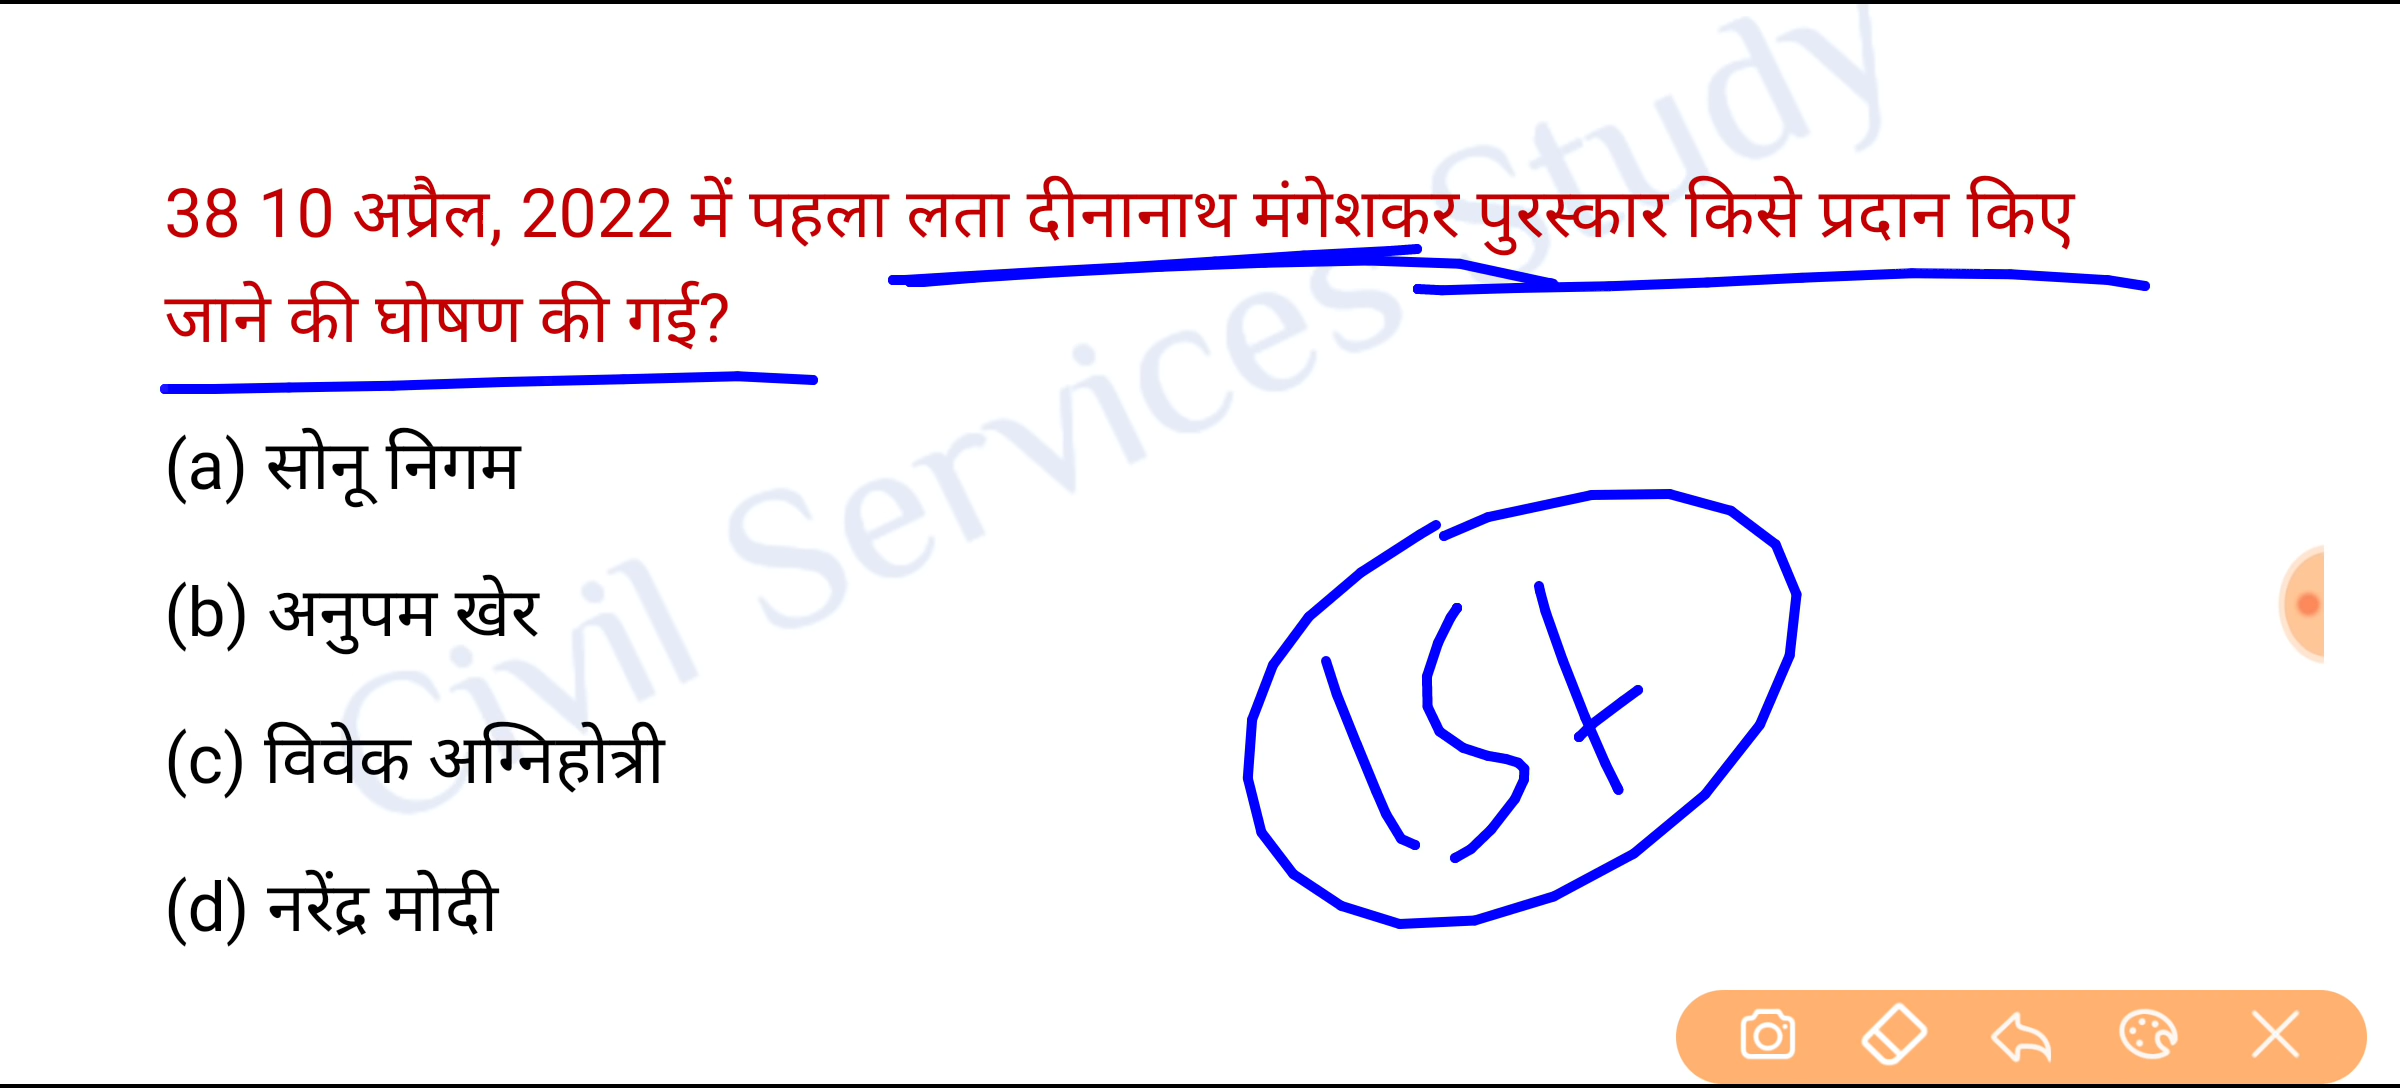 38 10 अप्रैल, 2022 में पहला लता दीनानाथ मंगेशकर पुरस्कार किसे प्रदान किए
जाने की घोषण की गई?
(a) सोनू निगम
(b) अनुपम खेर
(c) विवेक अग्निहोत्री
(d) नरेंद्र मोदी
1st
Civil Services Study